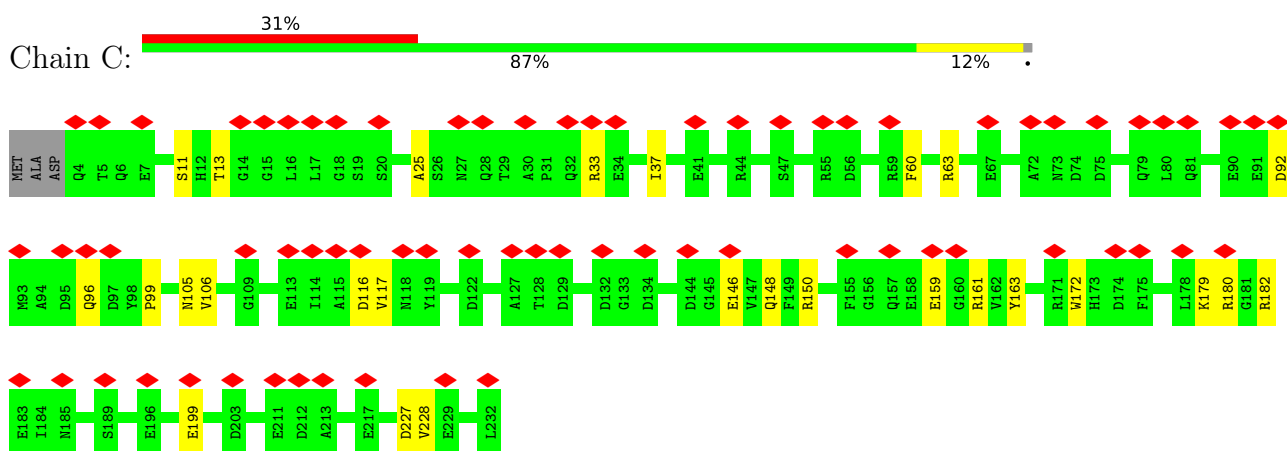 31%
Chain C:
87% 12% •
MET ALA ASP Q4 T5 Q6 E7 S11 H12 T13 G14 G15 L16 L17 G18 S19 S20 A25 S26 N27 Q28 T29 A30 P31 Q32 R33 E34 I37 E41 R44 S47 R55 D56 R59 F60 R63 E67 A72 N73 D74 D75 Q79 L80 Q81 E90 E91 D92
M93 A94 D95 Q96 D97 Y98 P99 N105 V106 G109 E113 I114 A115 D116 V117 N118 Y119 D122 A127 T128 D129 D132 G133 D134 D144 G145 E146 V147 Q148 F149 R150 F155 G156 Q157 E158 E159 G160 R161 V162 Y163 R171 W172 H173 D174 F175 L178 K179 R180 G181 R182
E183 I184 N185 S189 E196 E199 D203 E211 D212 A213 E217 D227 V228 E229 L232